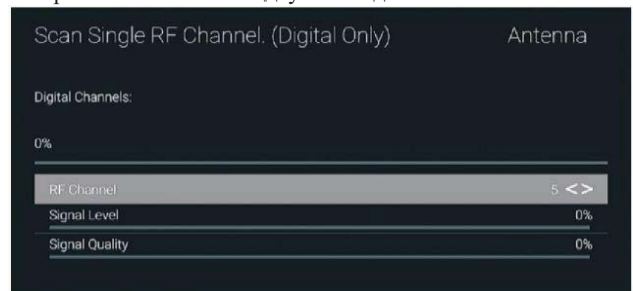 Scan Single RF Channel. (Digital Only) Antenna
Digital Channels:
0%
RF Channel 5 <>
Signal Level 0%
Signal Quality 0%